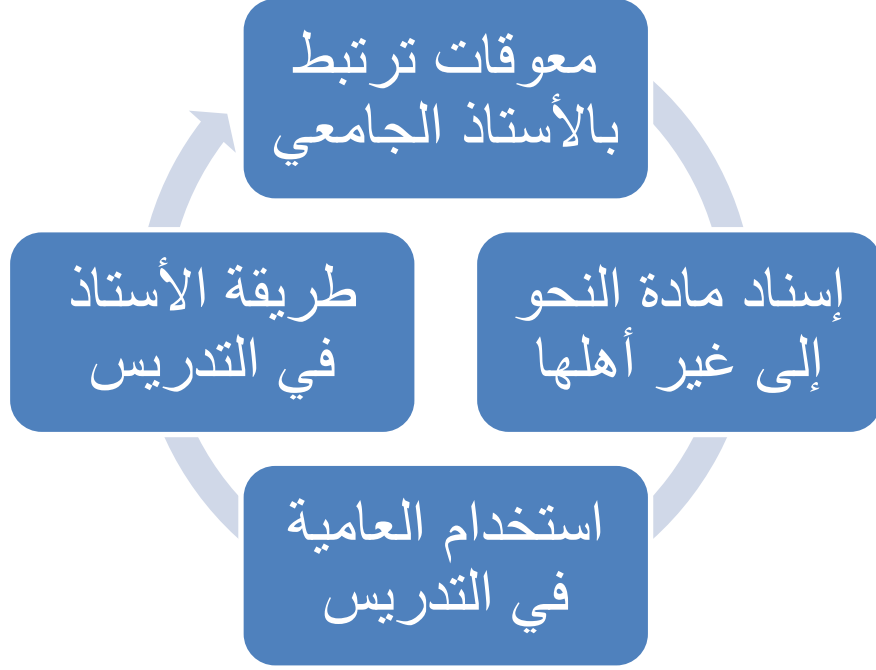 معوقات ترتبط
بالأستاذ الجامعي
إسناد مادة النحو
إلى غير أهلها
استخدام العامية
في التدريس
طريقة الأستاذ
في التدريس